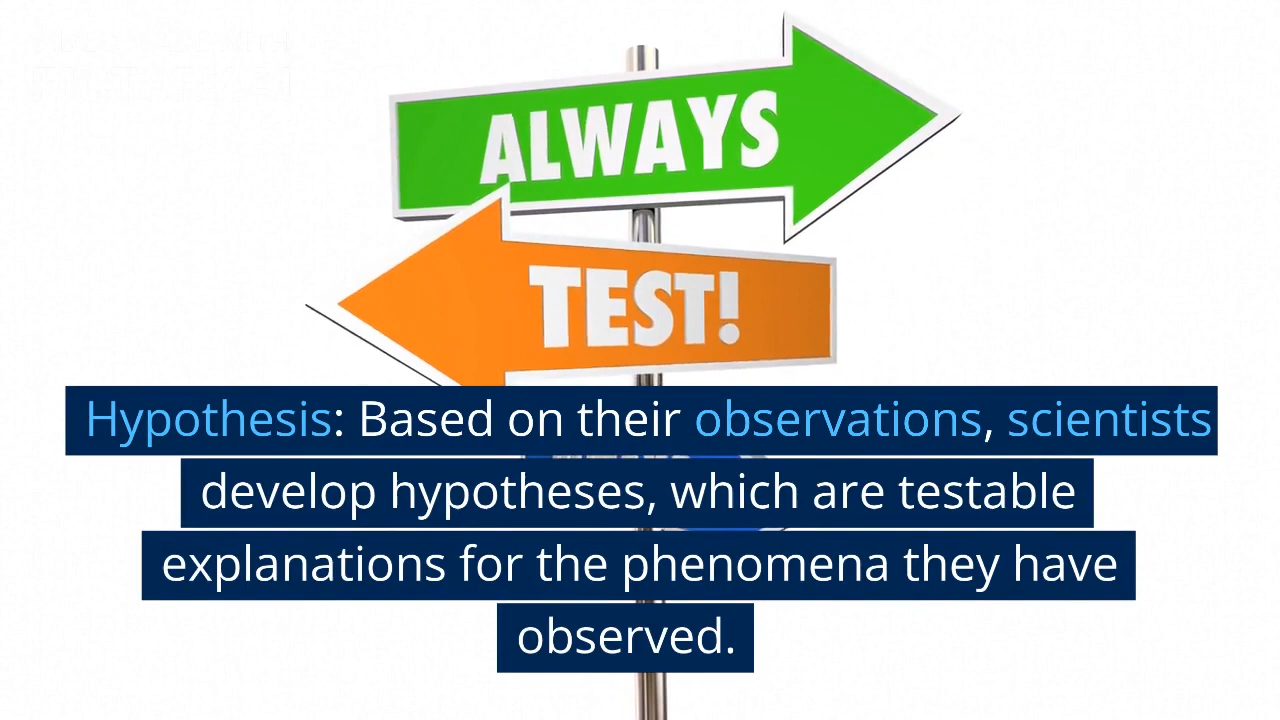 ALWAYS
TEST!
Hypothesis: Based on their observations, scientists
develop hypotheses, which are testable
explanations for the phenomena they have
observed.